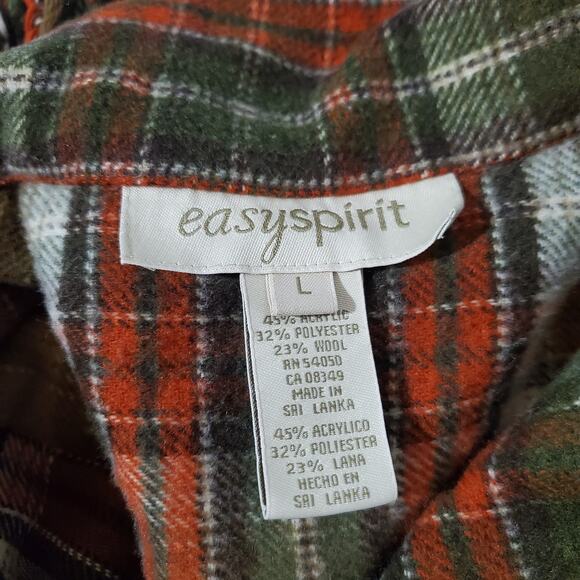 easyspirit
L
45% ACRYLIC
32% POLYESTER
23% WOOL
RN 54050
CA 08349
MADE IN
SRI LANKA
45% ACRYLICO
32% POLIESTER
23% LANA
HECHO EN
SRI LANKA